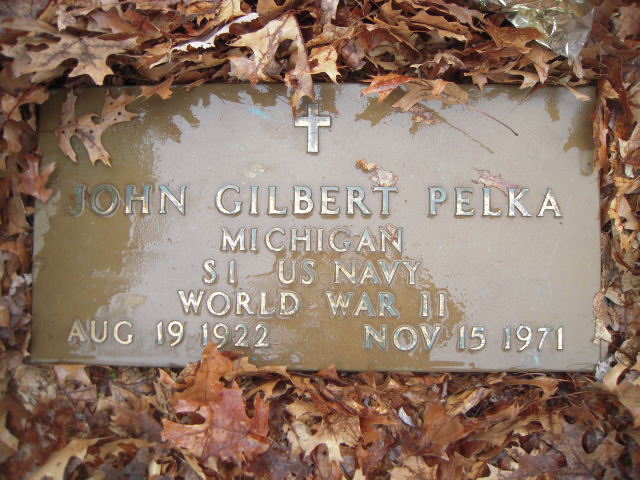 JOHN GILBERT PELKA
MICHIGAN
S1 US NAVY
WORLD WAR II
AUG 19 1922 NOV 15 1971